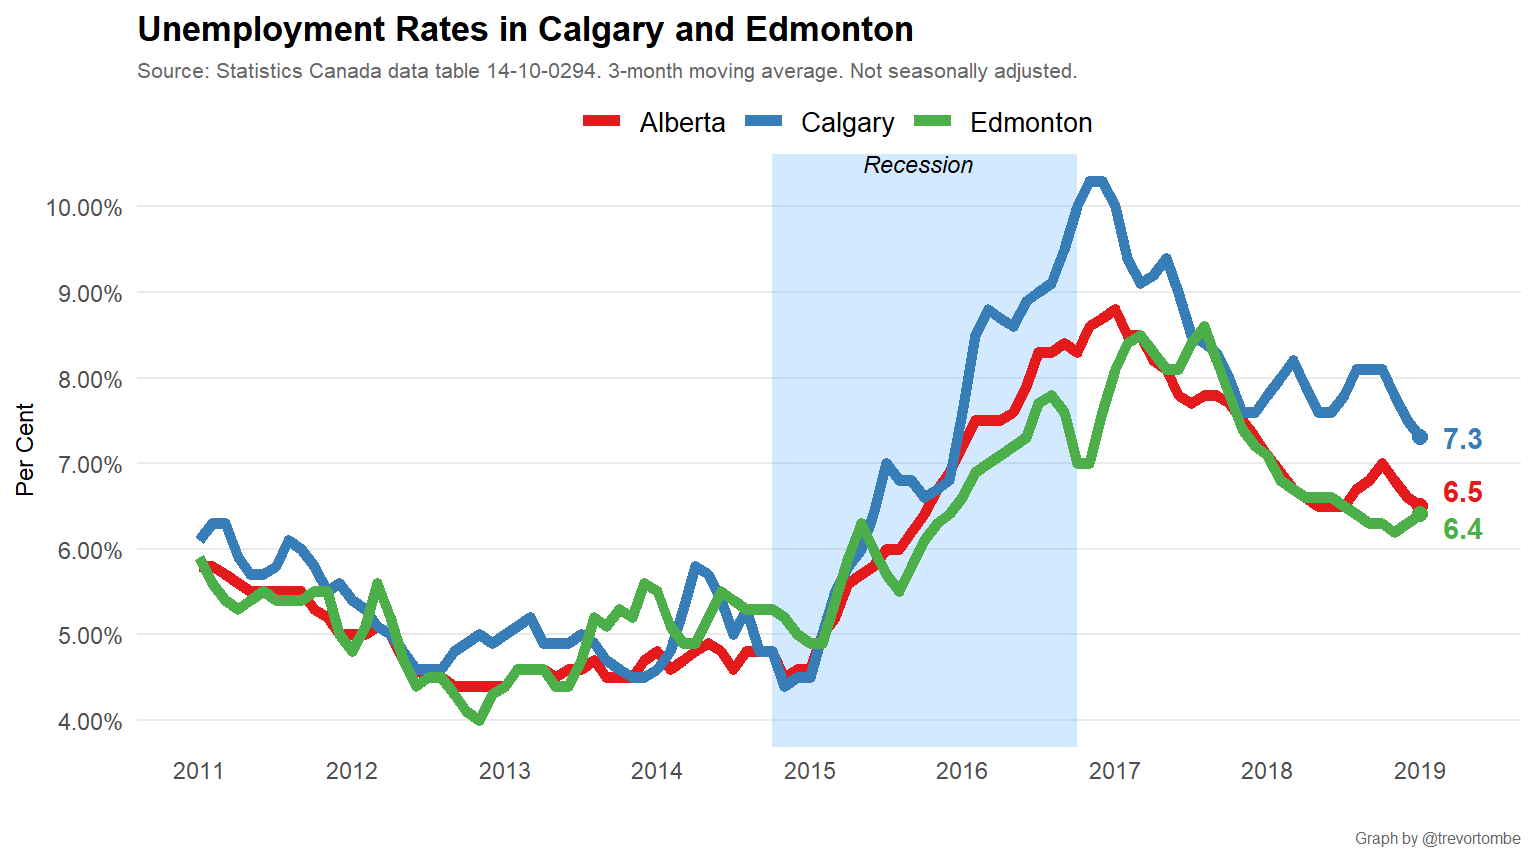 Unemployment Rates in Calgary and Edmonton
Source: Statistics Canada data table 14-10-0294. 3-month moving average. Not seasonally adjusted.
Alberta Calgary Edmonton
Recession
10.00%
9.00%
8.00%
7.00%
6.00%
5.00%
4.00%
Per Cent
7.3
6.5
6.4
2011 2012 2013 2014 2015 2016 2017 2018 2019
Graph by @trevortombe